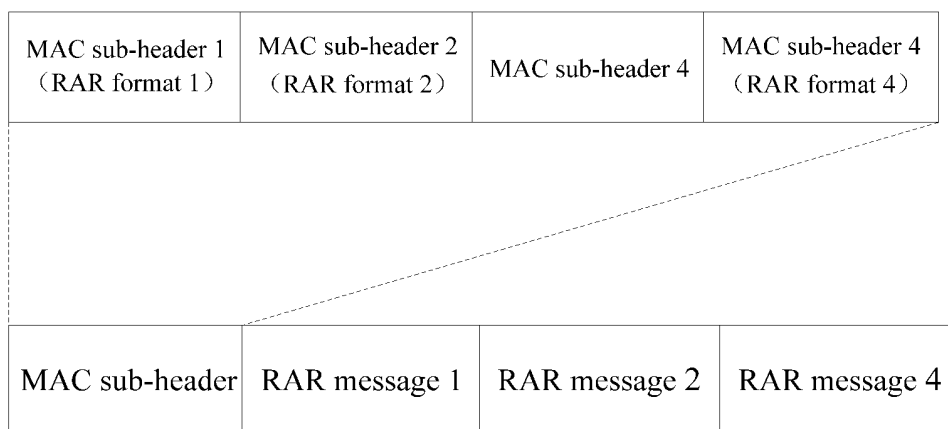 MAC sub-header 1
（RAR format 1）
MAC sub-header 2
（RAR format 2）
MAC sub-header 4
MAC sub-header 4
（RAR format 4）
MAC sub-header
RAR message 1
RAR message 2
RAR message 4